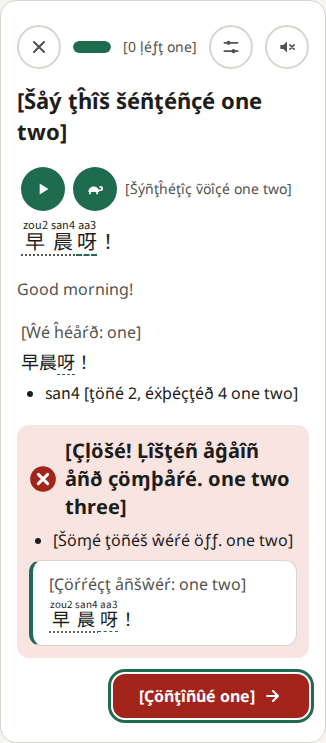 [0 ļéƒţ one]
[Šåý ţĥîš šéñţéñçé one
two]
[Šýñţĥéţîç ṽöîçé one two]
zou2 san4 aa3
早晨呀！
Good morning!
[Ŵé ĥéåŕð: one]
早晨呀！
• san4 [ţöñé 2, éẋþéçţéð 4 one two]
[Çļöšé! Ļîšţéñ åĝåîñ
åñð çöɱþåŕé. one two
three]
• [Šöɱé ţöñéš ŵéŕé öƒƒ. one two]
[Çöŕŕéçţ åñšŵéŕ: one two]
zou2 san4 aa3
早晨呀！
[Çöñţîñûé one] →